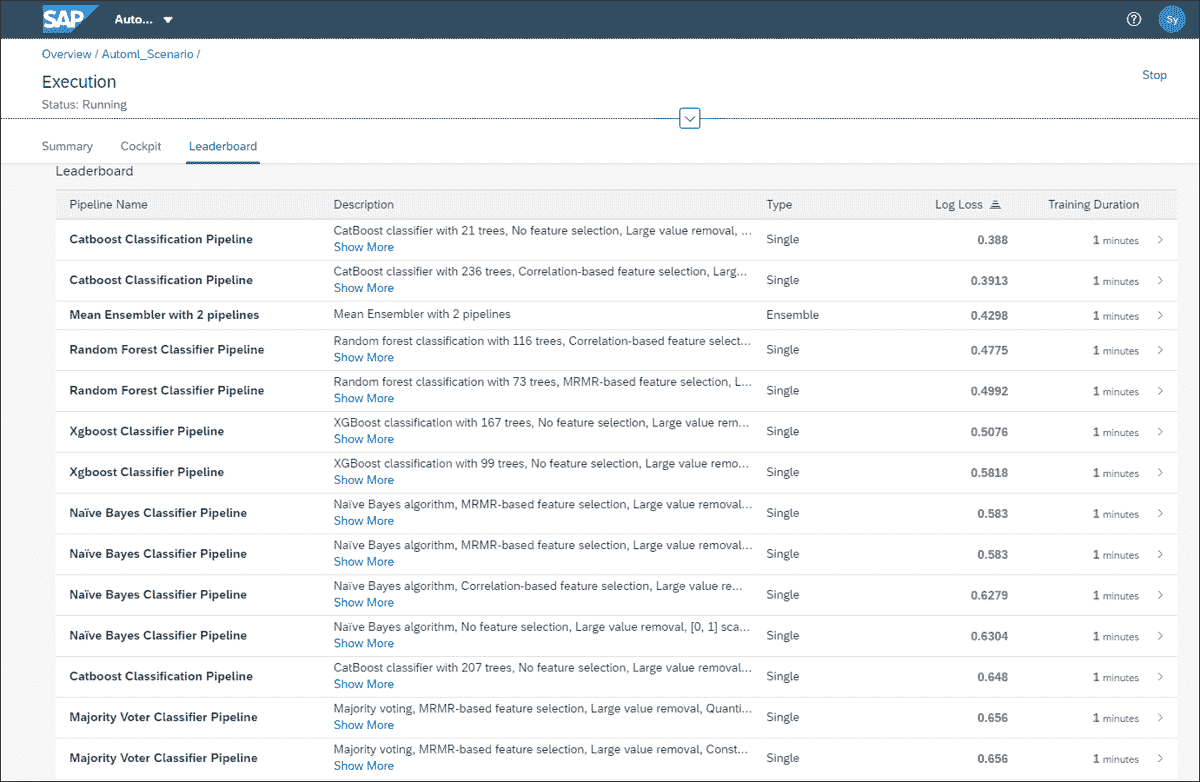 SAP Auto... Sy
Overview / Automl_Scenario /
Execution
Stop
Status: Running
Summary Cockpit Leaderboard
Leaderboard
Pipeline Name Description Type Log Loss Training Duration
Catboost Classification Pipeline CatBoost classifier with 21 trees, No feature selection, Large value removal, ... Single 0.388 1 minutes
Show More
Catboost Classification Pipeline CatBoost classifier with 236 trees, Correlation-based feature selection, Larg... Single 0.3913 1 minutes
Show More
Mean Ensembler with 2 pipelines Mean Ensembler with 2 pipelines Ensemble 0.4298 1 minutes
Random Forest Classifier Pipeline Random forest classification with 116 trees, Correlation-based feature select... Single 0.4775 1 minutes
Show More
Random Forest Classifier Pipeline Random forest classification with 73 trees, MRMR-based feature selection, L... Single 0.4992 1 minutes
Show More
Xgboost Classifier Pipeline XGBoost classification with 167 trees, No feature selection, Large value rem... Single 0.5076 1 minutes
Show More
Xgboost Classifier Pipeline XGBoost classification with 99 trees, No feature selection, Large value remo... Single 0.5818 1 minutes
Show More
Naïve Bayes Classifier Pipeline Naïve Bayes algorithm, MRMR-based feature selection, Large value removal... Single 0.583 1 minutes
Show More
Naïve Bayes Classifier Pipeline Naïve Bayes algorithm, MRMR-based feature selection, Large value removal... Single 0.583 1 minutes
Show More
Naïve Bayes Classifier Pipeline Naïve Bayes algorithm, Correlation-based feature selection, Large value re... Single 0.6279 1 minutes
Show More
Naïve Bayes Classifier Pipeline Naïve Bayes algorithm, No feature selection, Large value removal, [0, 1] sca... Single 0.6304 1 minutes
Show More
Catboost Classification Pipeline CatBoost classifier with 207 trees, No feature selection, Large value removal... Single 0.648 1 minutes
Show More
Majority Voter Classifier Pipeline Majority voting, MRMR-based feature selection, Large value removal, Quanti... Single 0.656 1 minutes
Show More
Majority Voter Classifier Pipeline Majority voting, MRMR-based feature selection, Large value removal, Const... Single 0.656 1 minutes
Show More